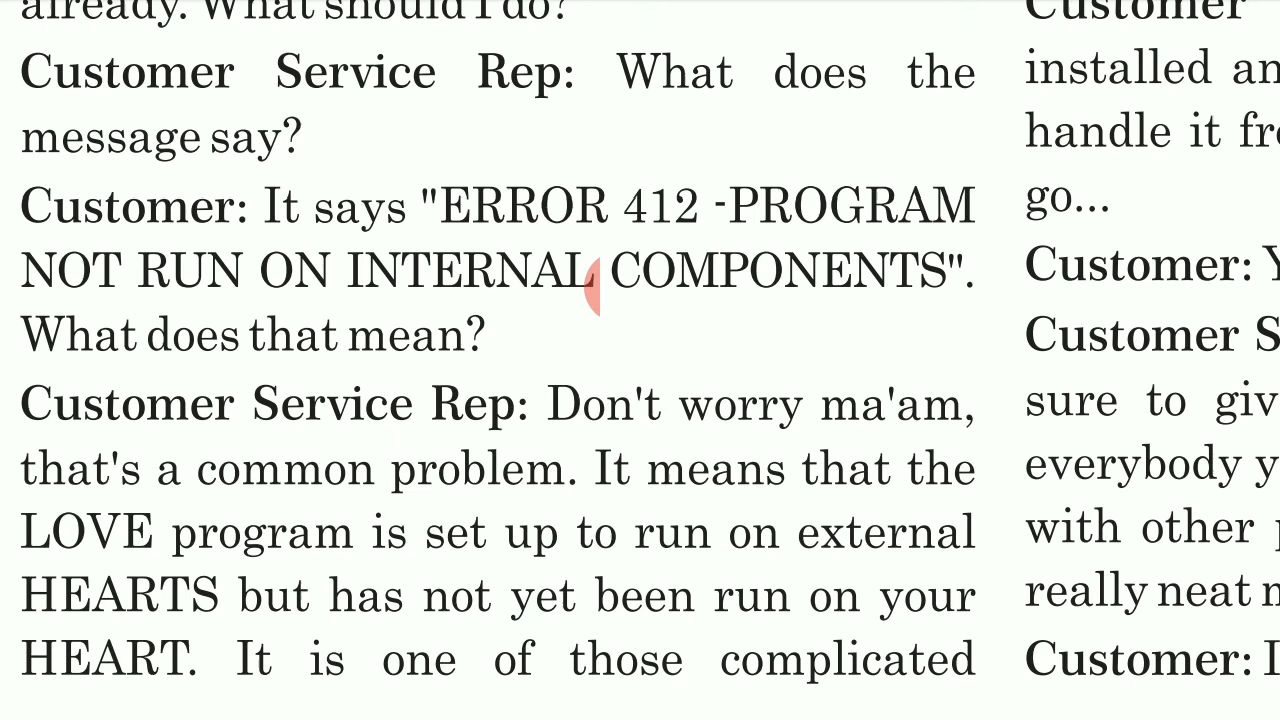 already. What should I do?
Customer Service Rep: What does the
message say?
Customer: It says "ERROR 412 -PROGRAM
NOT RUN ON INTERNAL COMPONENTS".
What does that mean?
Customer Service Rep: Don't worry ma'am,
that's a common problem. It means that the
LOVE program is set up to run on external
HEARTS but has not yet been run on your
HEART. It is one of those complicated
Customer
installed
handle it
go...
Customer:
Customer
sure to
everybody
with other
really neat
Customer: